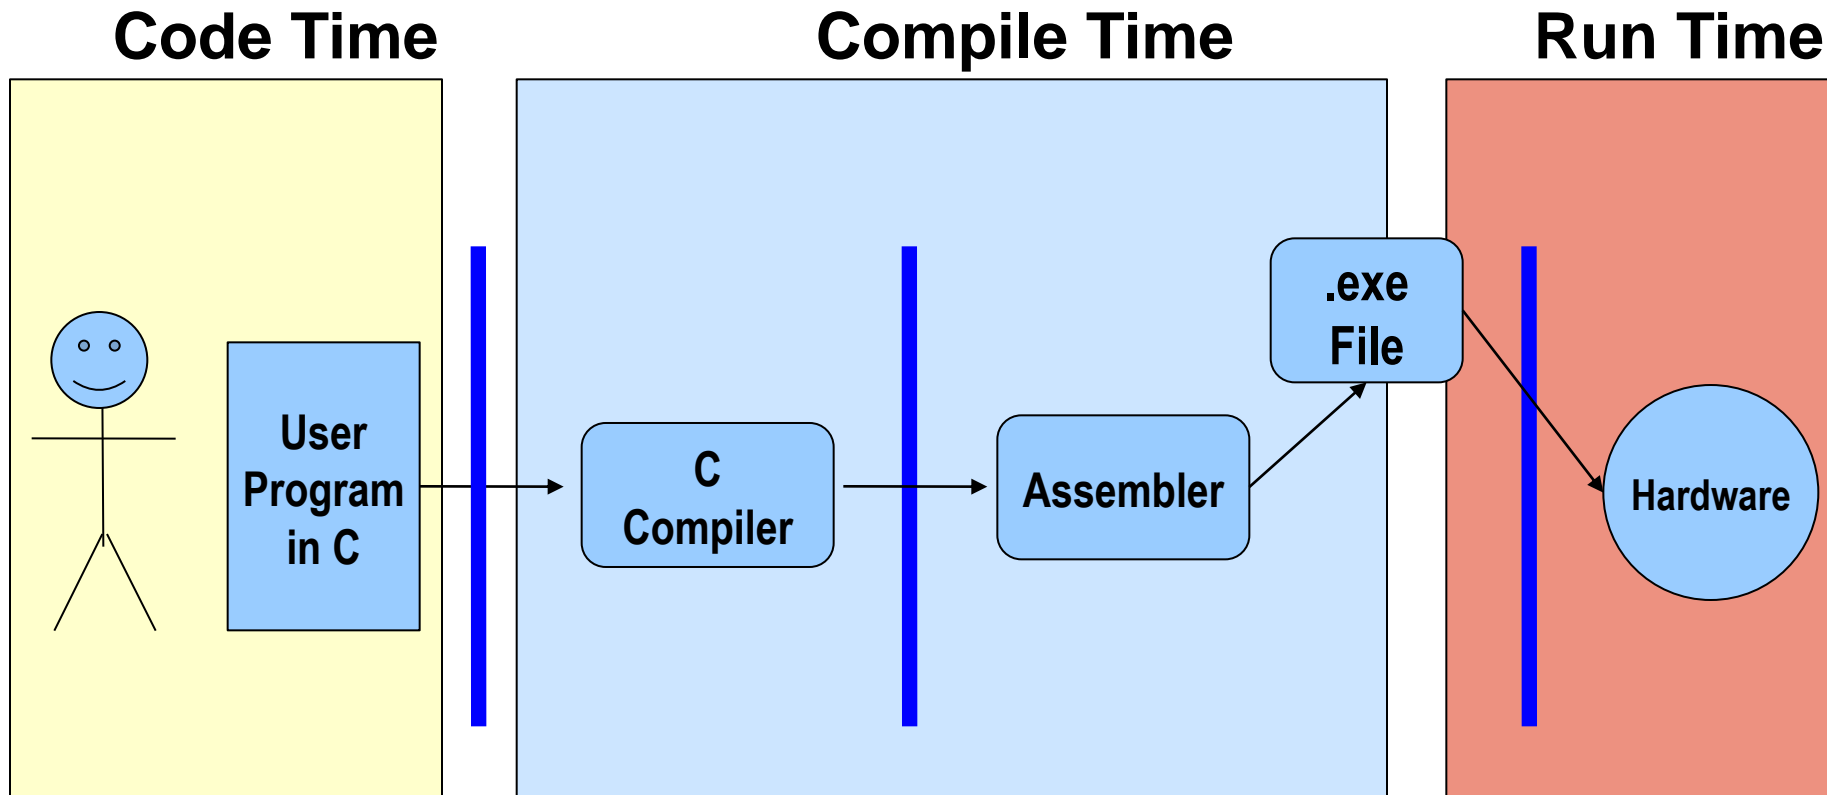 Code Time
Compile Time
Run Time
User
Program
in C
C
Compiler
Assembler
.exe
File
Hardware